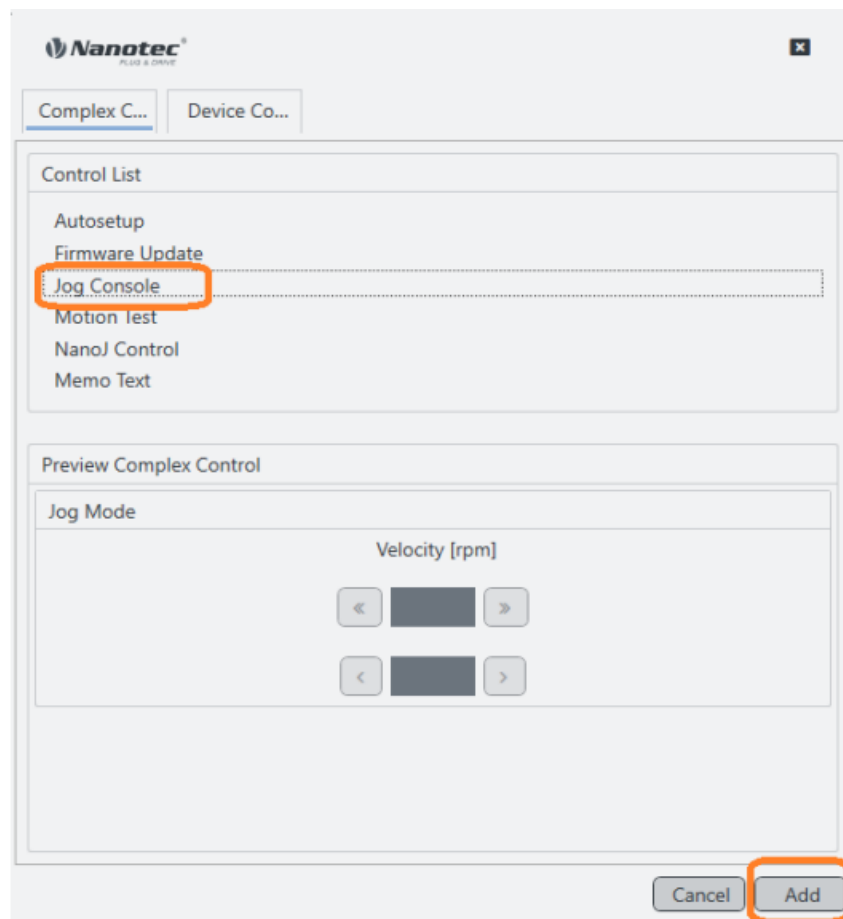 Nanotec®
PLUG & DRIVE
Complex C... Device Co...
Control List
Autosetup
Firmware Update
Jog Console
Motion Test
NanoJ Control
Memo Text
Preview Complex Control
Jog Mode
Velocity [rpm]
Cancel Add